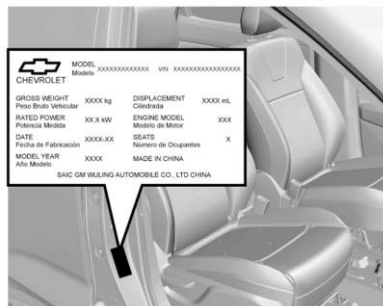 MODEL XXXXXXXXXXXXX VIN XXXXXXXXXXXXXXXXX
Modelo
CHEVROLET
GROSS WEIGHT XXXX kg DISPLACEMENT XXXX mL
Peso Bruto Vehicular Cilindrada
RATED POWER XX.X kW ENGINE MODEL XXX
Potencia Medida Modelo de Motor
DATE XXXX-XX SEATS X
Fecha de Fabricación Número de Ocupantes
MODEL YEAR XXXX MADE IN CHINA
Año Modelo
SAIC GM WULING AUTOMOBILE CO., LTD CHINA